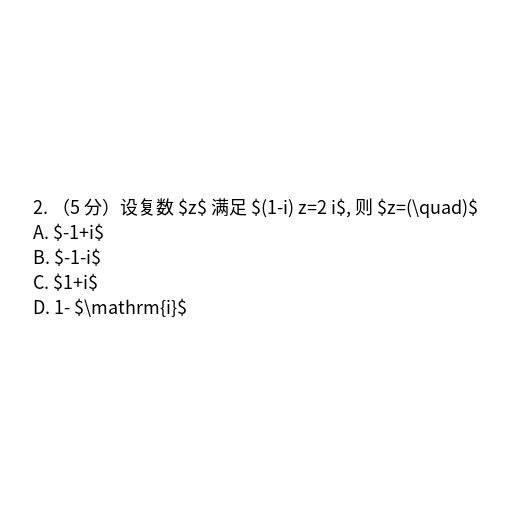 2. （5 分）设复数 $z$ 满足 $(1-i) z=2 i$, 则 $z=(\quad)$
A. $-1+i$
B. $-1-i$
C. $1+i$
D. 1- $\mathrm{i}$